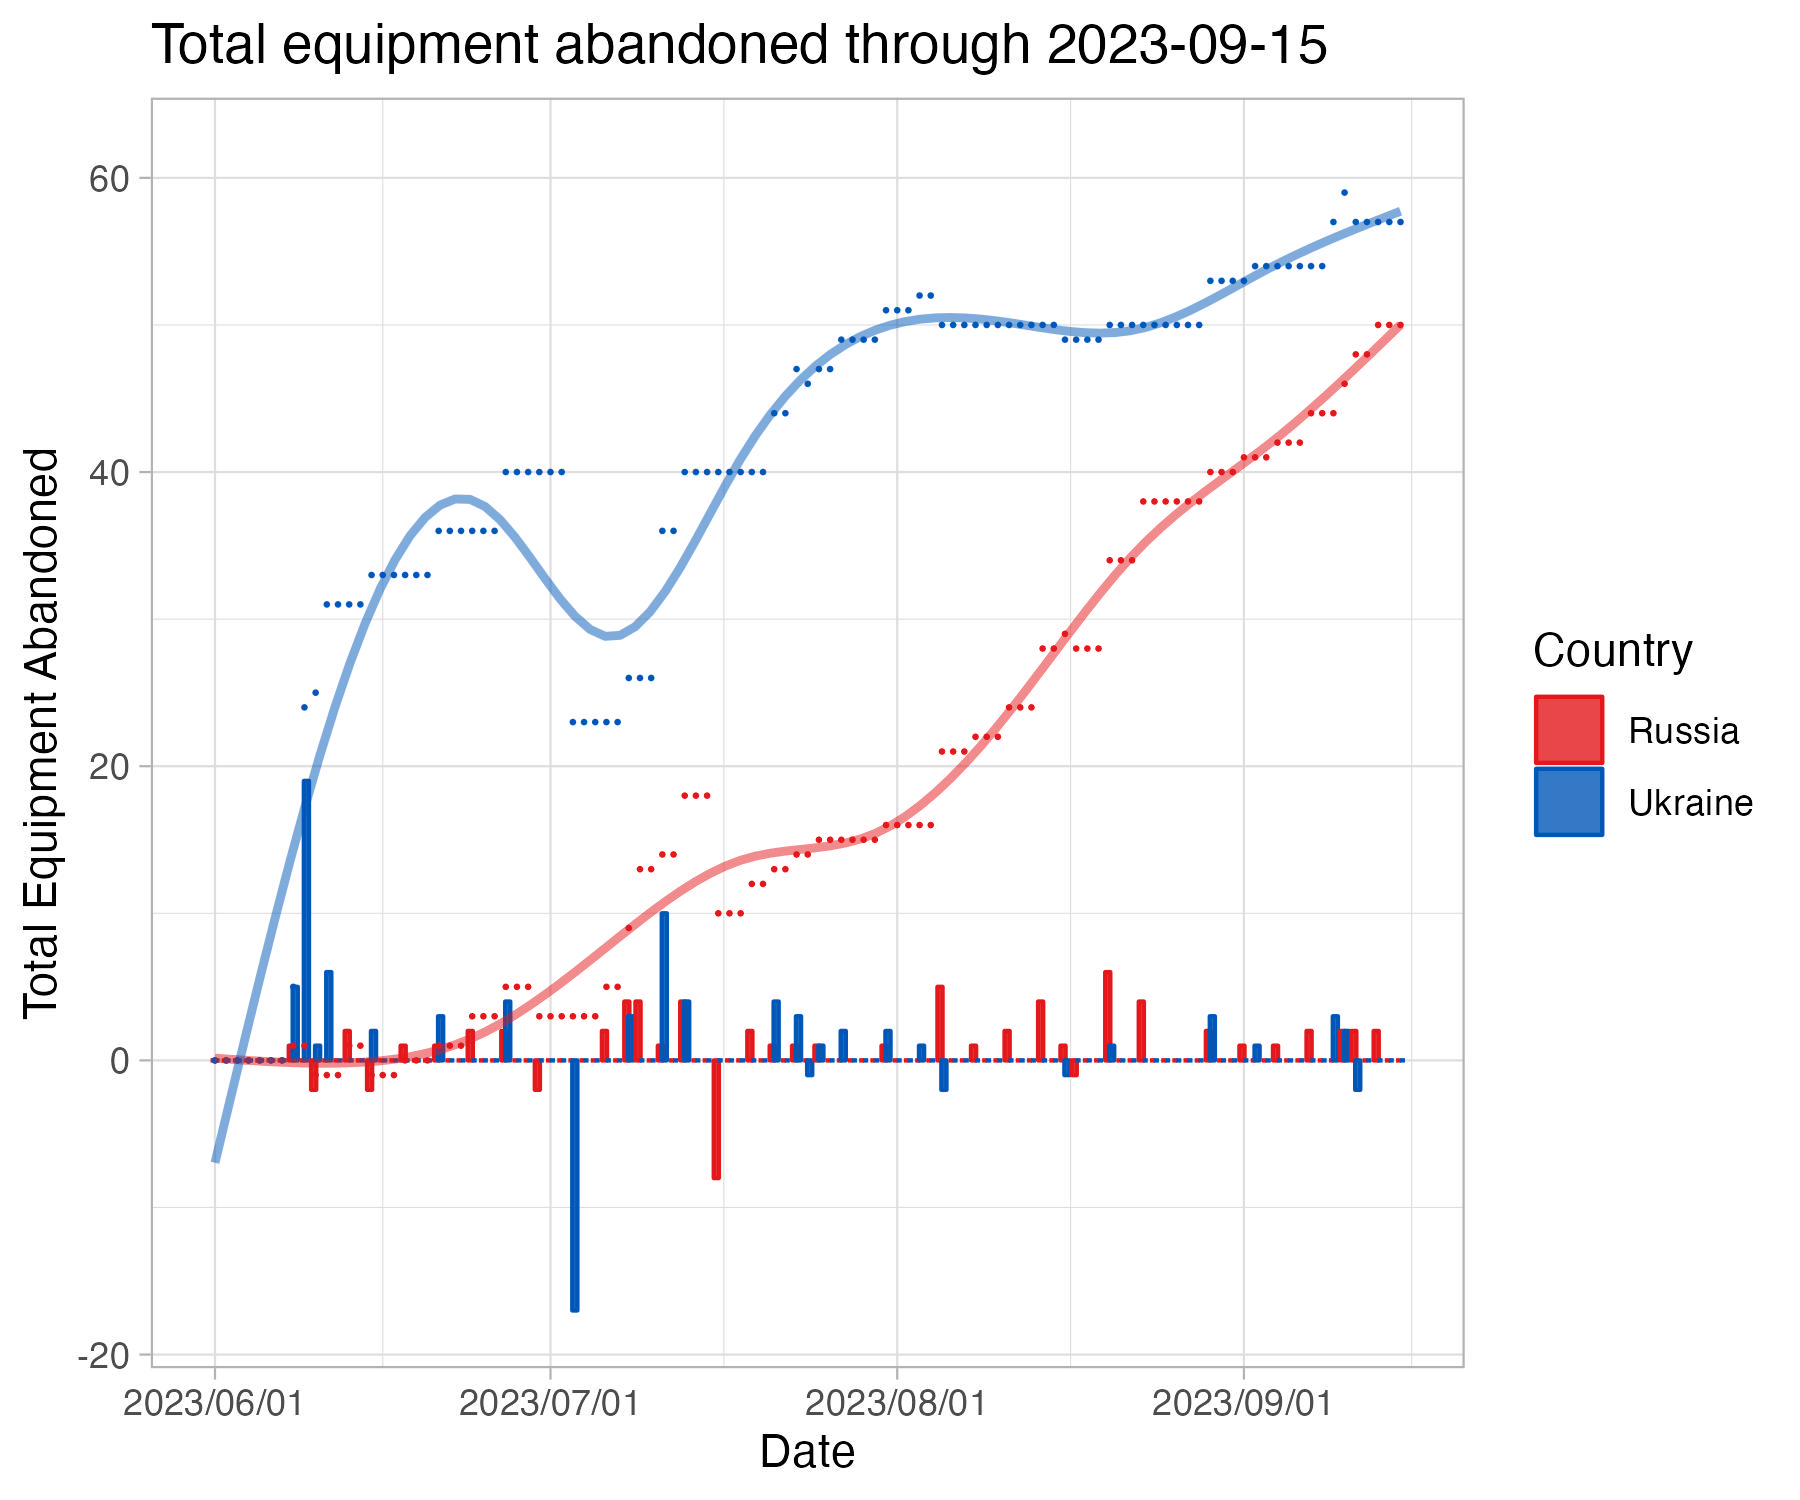 Total equipment abandoned through 2023-09-15
Total Equipment Abandoned
60
40
20
0
-20
2023/06/01 2023/07/01 2023/08/01 2023/09/01
Date
Country
Russia
Ukraine